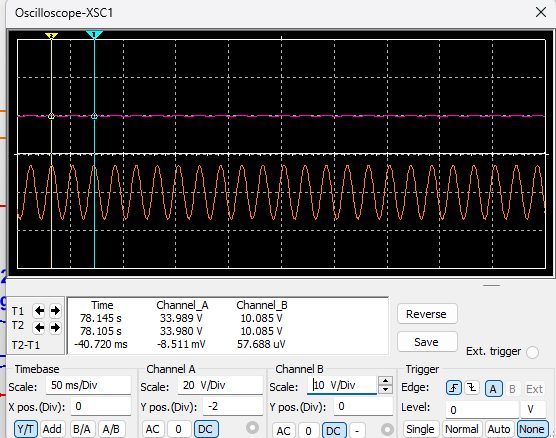 Oscilloscope-XSC1
2 1
Time Channel_A Channel_B
T1 78.145 s 33.989 V 10.085 V
T2 78.105 s 33.980 V 10.085 V
T2-T1 -40.720 ms -8.511 mV 57.688 uV
Reverse
Save
Ext. trigger
Timebase Channel A Channel B Trigger
Scale: 50 ms/Div Scale: 20 V/Div Scale: 10 V/Div Edge: A B Ext
X pos.(Div): 0 Y pos.(Div): -2 Y pos.(Div): 0 Level: 0 V
Y/T Add B/A A/B AC 0 DC AC 0 DC - Single Normal Auto None